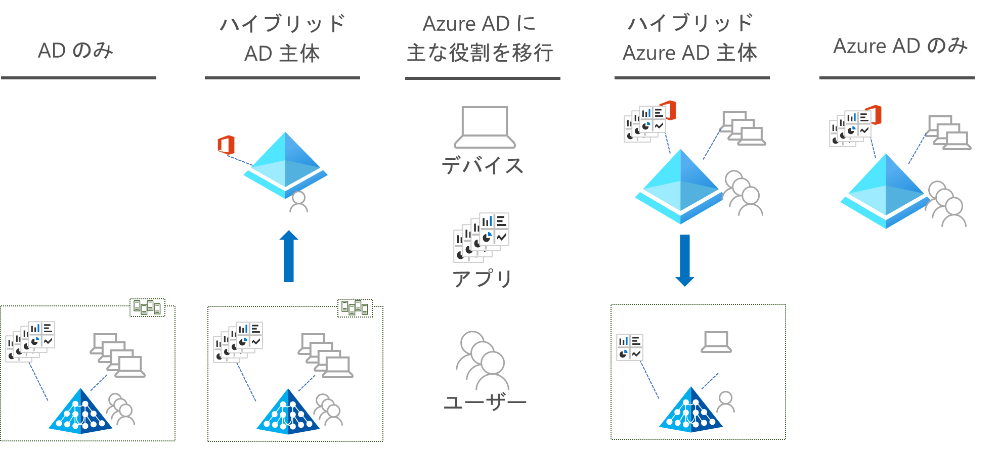 AD のみ
ハイブリッド
AD 主体
Azure AD に
主な役割を移行
ハイブリッド
Azure AD 主体
Azure AD のみ
デバイス
アプリ
ユーザー